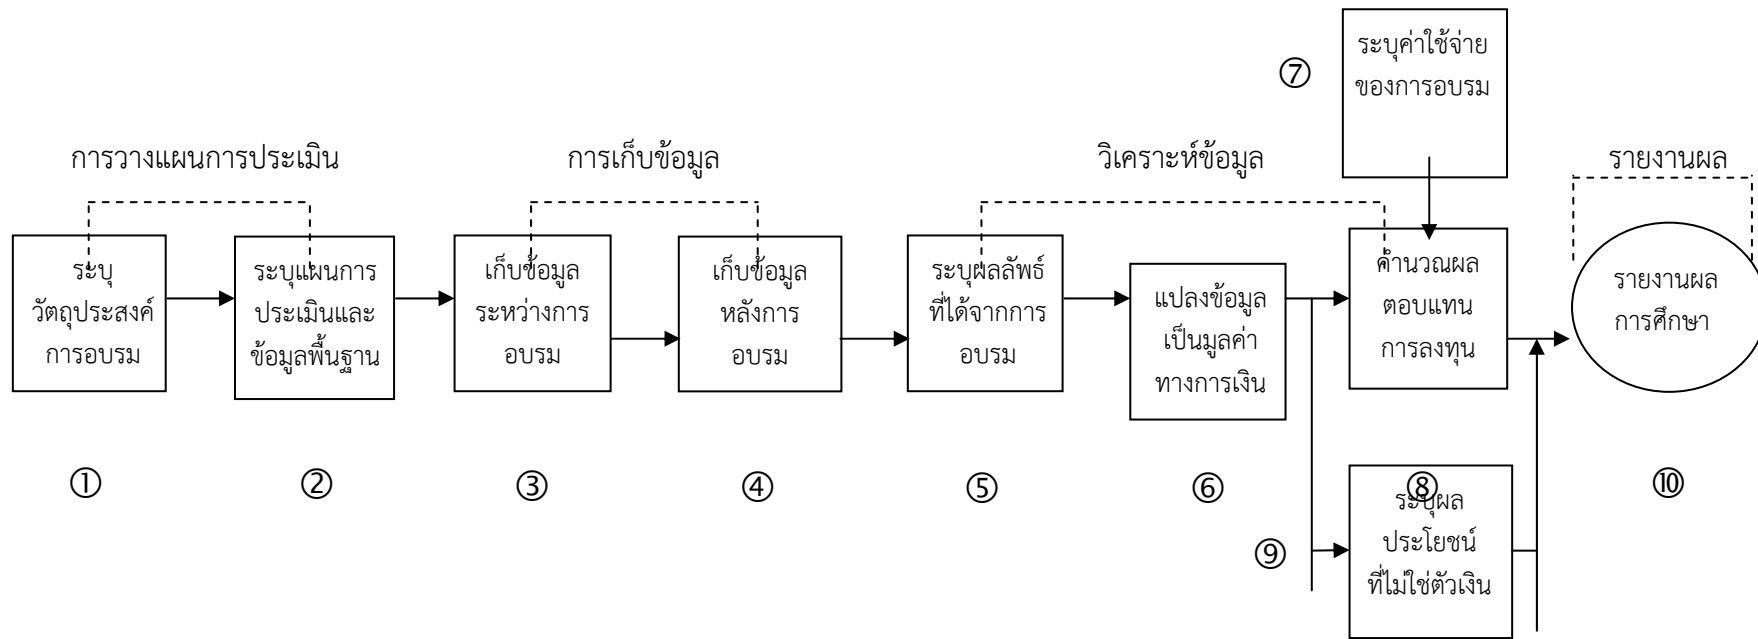 ระบุค่าใช้จ่าย
ของการอบรม
⑦
การวางแผนการประเมิน
การเก็บข้อมูล
วิเคราะห์ข้อมูล
รายงานผล
ระบุ
วัตถุประสงค์
การอบรม
ระบุแผนการ
ประเมินและ
ข้อมูลพื้นฐาน
เก็บข้อมูล
ระหว่างการ
อบรม
เก็บข้อมูล
หลังการ
อบรม
ระบุผลลัพธ์
ที่ได้จากการ
อบรม
แปลงข้อมูล
เป็นมูลค่า
ทางการเงิน
คำนวณผล
ตอบแทน
การลงทุน
รายงานผล
การศึกษา
①
②
③
④
⑤
⑥
⑧
⑩
ระบุผล
ประโยชน์
ที่ไม่ใช่ตัวเงิน
⑨